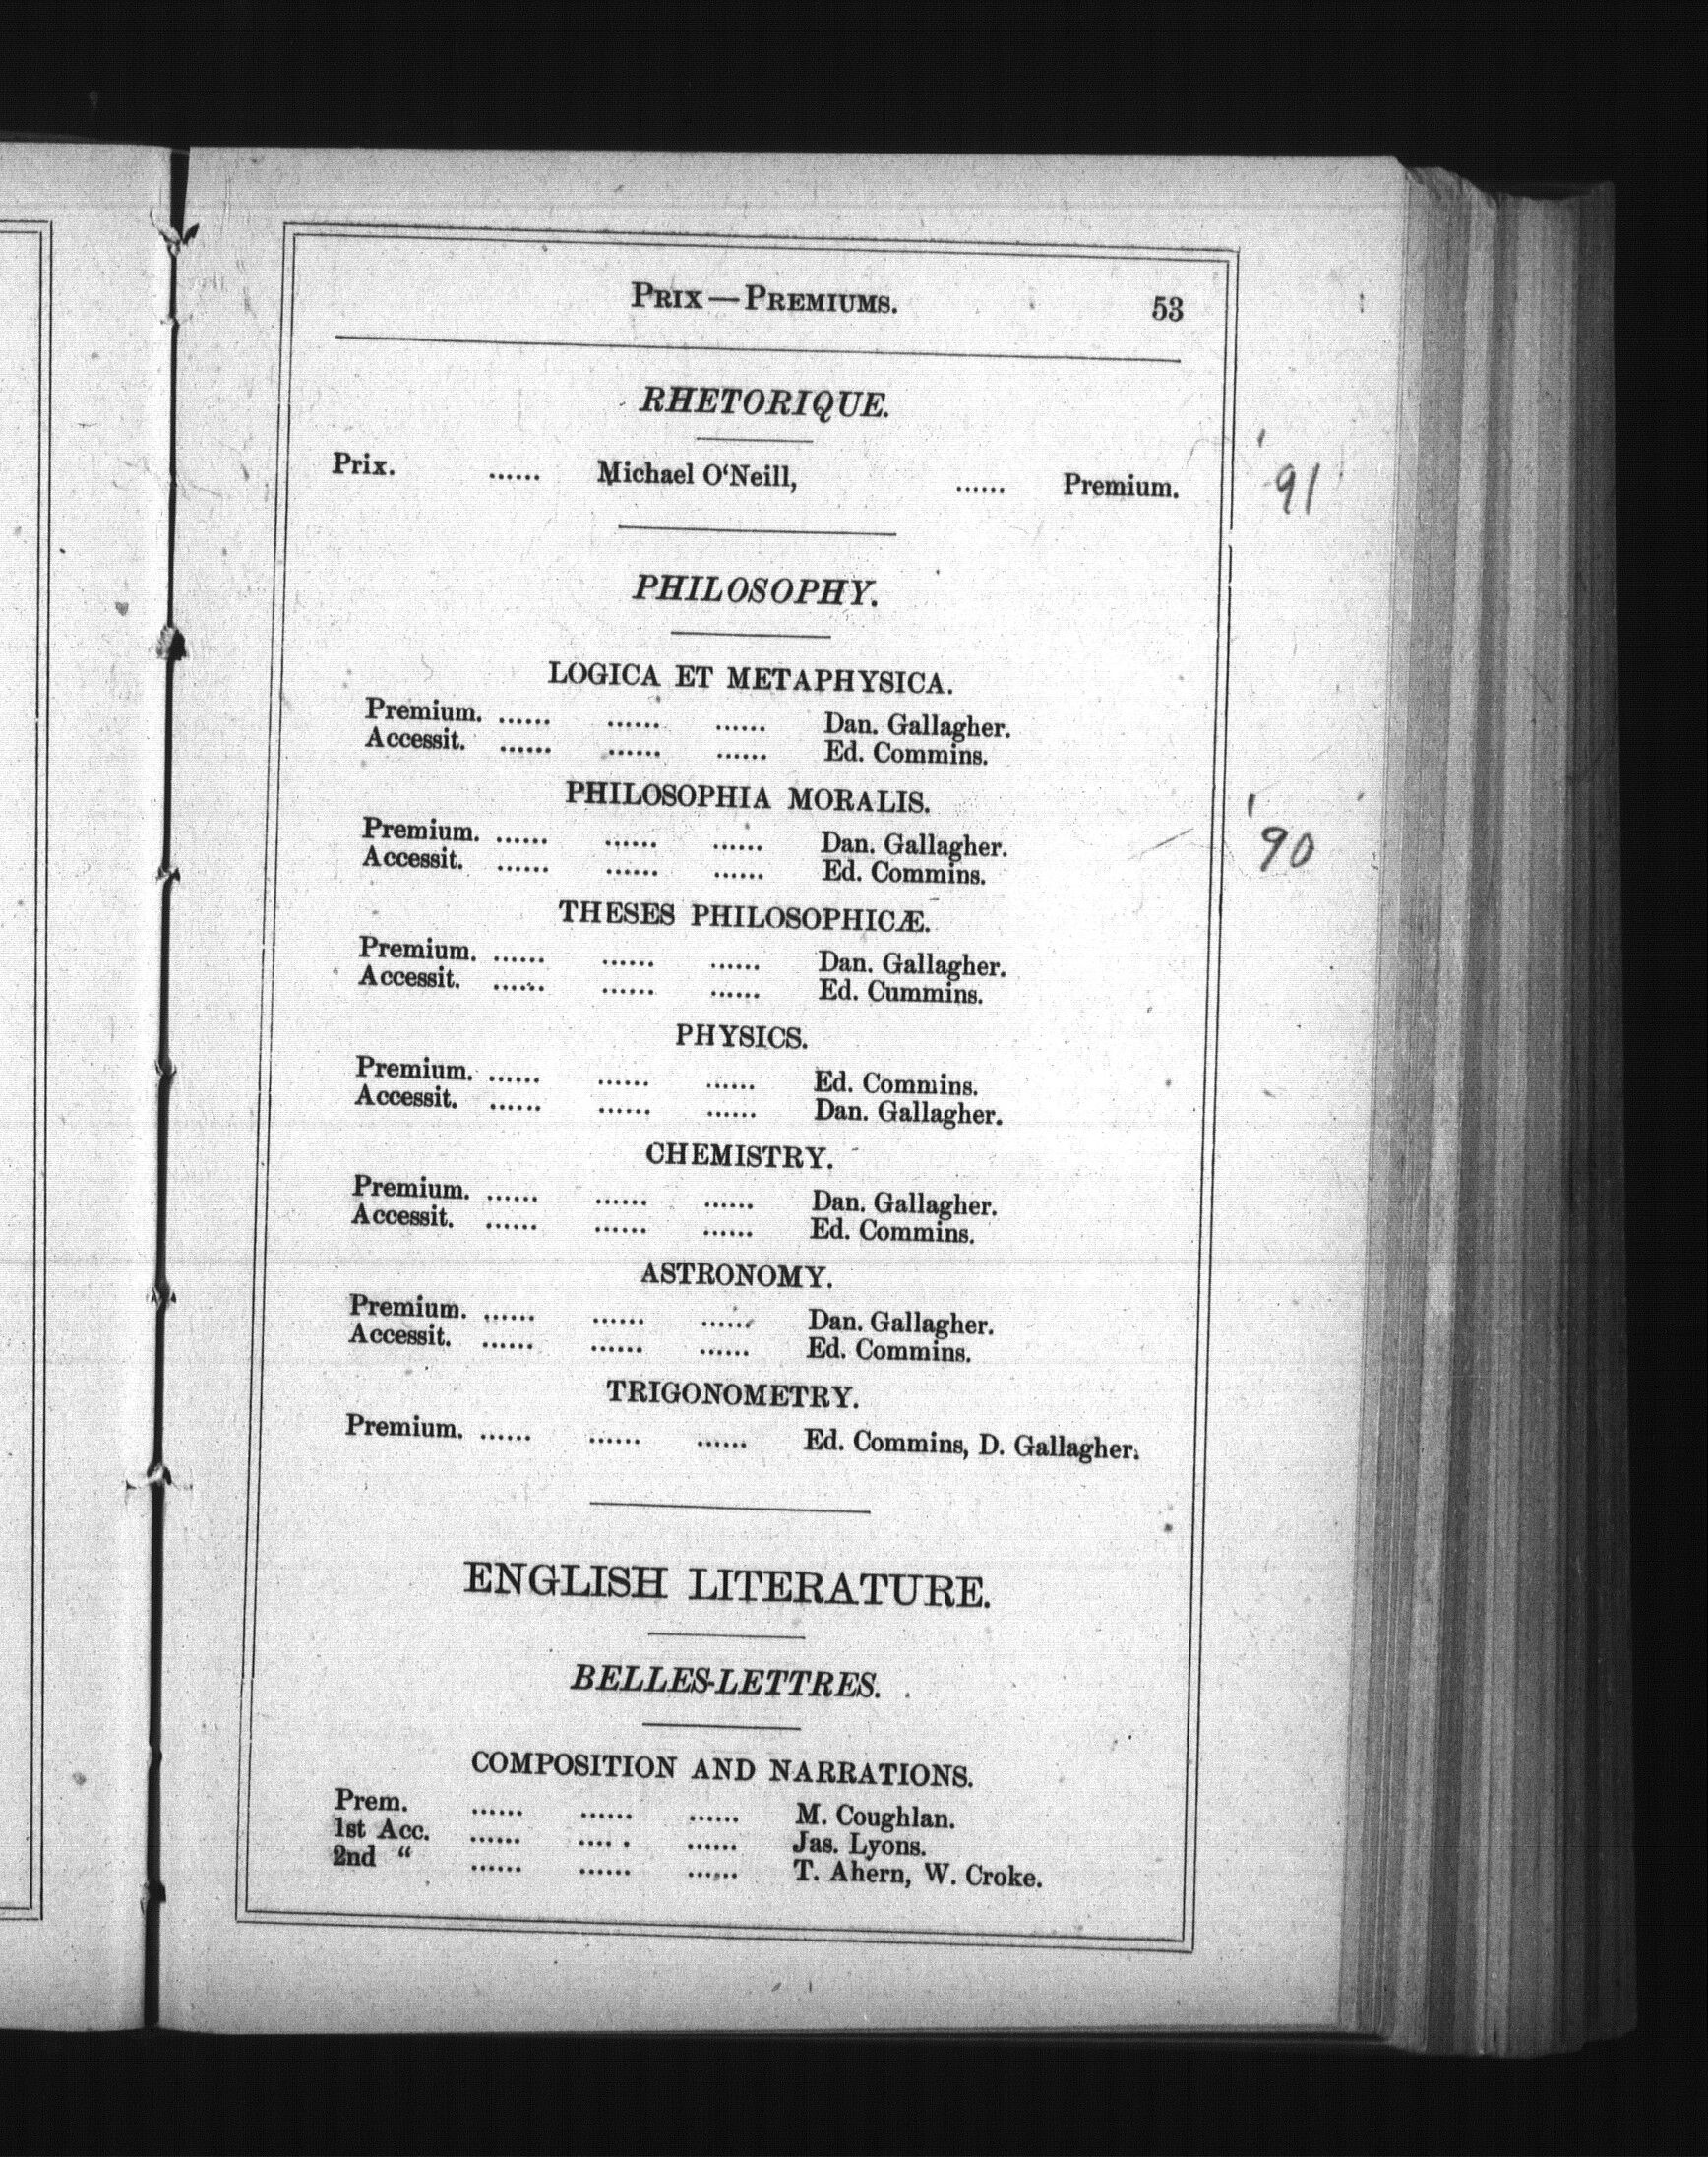 PRIX — PREMIUMS. 53
RHETORIQUE.
Prix. ...... Michael O‘Neill, ...... Premium.
'91
PHILOSOPHY.
LOGICA ET METAPHYSICA.
Premium. ...... ...... ...... Dan. Gallagher.
Accessit. ...... ...... ...... Ed. Commins.
PHILOSOPHIA MORALIS.
Premium. ...... ...... ...... Dan. Gallagher.
Accessit. ...... ...... ...... Ed. Commins.
'90
THESES PHILOSOPHICÆ.
Premium. ...... ...... ...... Dan. Gallagher.
Accessit. ...... ...... ...... Ed. Cummins.
PHYSICS.
Premium. ...... ...... ...... Ed. Commins.
Accessit. ...... ...... ...... Dan. Gallagher.
CHEMISTRY.
Premium. ...... ...... ...... Dan. Gallagher.
Accessit. ...... ...... ...... Ed. Commins.
ASTRONOMY.
Premium. ...... ...... ...... Dan. Gallagher.
Accessit. ...... ...... ...... Ed. Commins.
TRIGONOMETRY.
Premium. ...... ...... ...... Ed. Commins, D. Gallagher.
ENGLISH LITERATURE.
BELLES-LETTRES.
COMPOSITION AND NARRATIONS.
Prem. ...... ...... ...... M. Coughlan.
1st Acc. ...... .... . ...... Jas. Lyons.
2nd “ ...... ...... ...... T. Ahern, W. Croke.